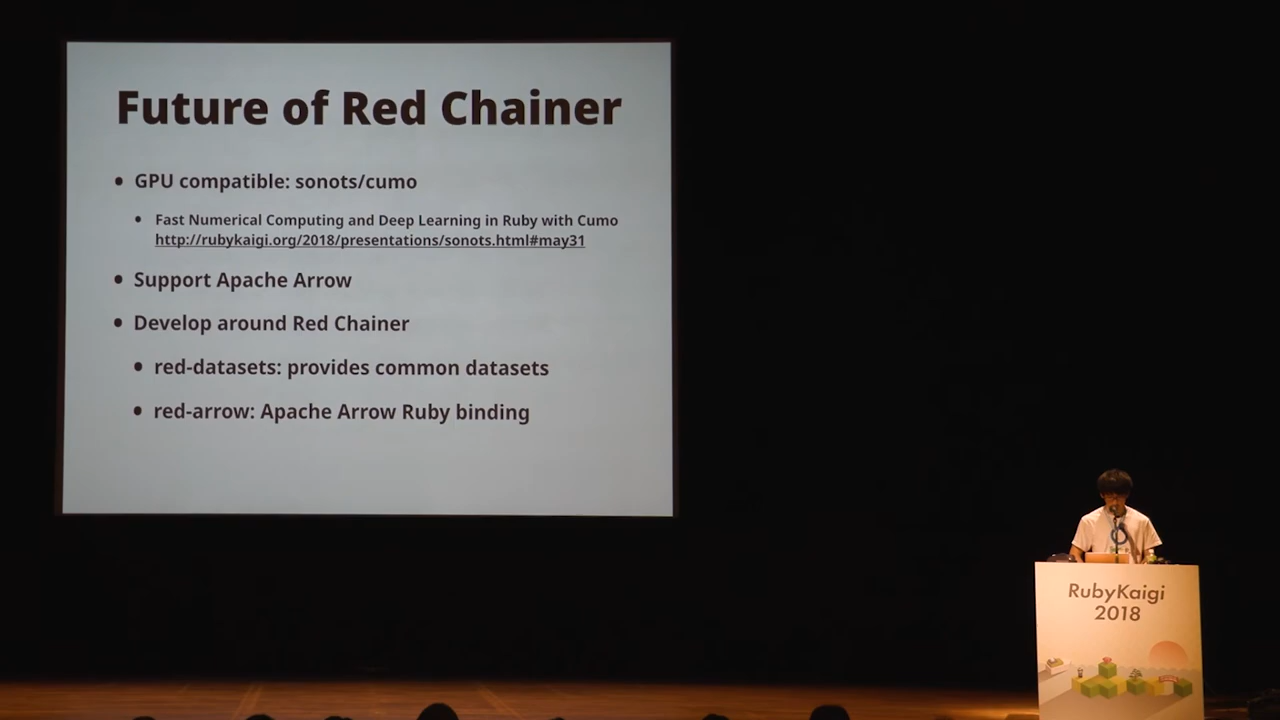 Future of Red Chainer
• GPU compatible: sonots/cumo
• Fast Numerical Computing and Deep Learning in Ruby with Cumo
http://rubykaigi.org/2018/presentations/sonots.html#may31
• Support Apache Arrow
• Develop around Red Chainer
• red-datasets: provides common datasets
• red-arrow: Apache Arrow Ruby binding
RubyKaigi
2018